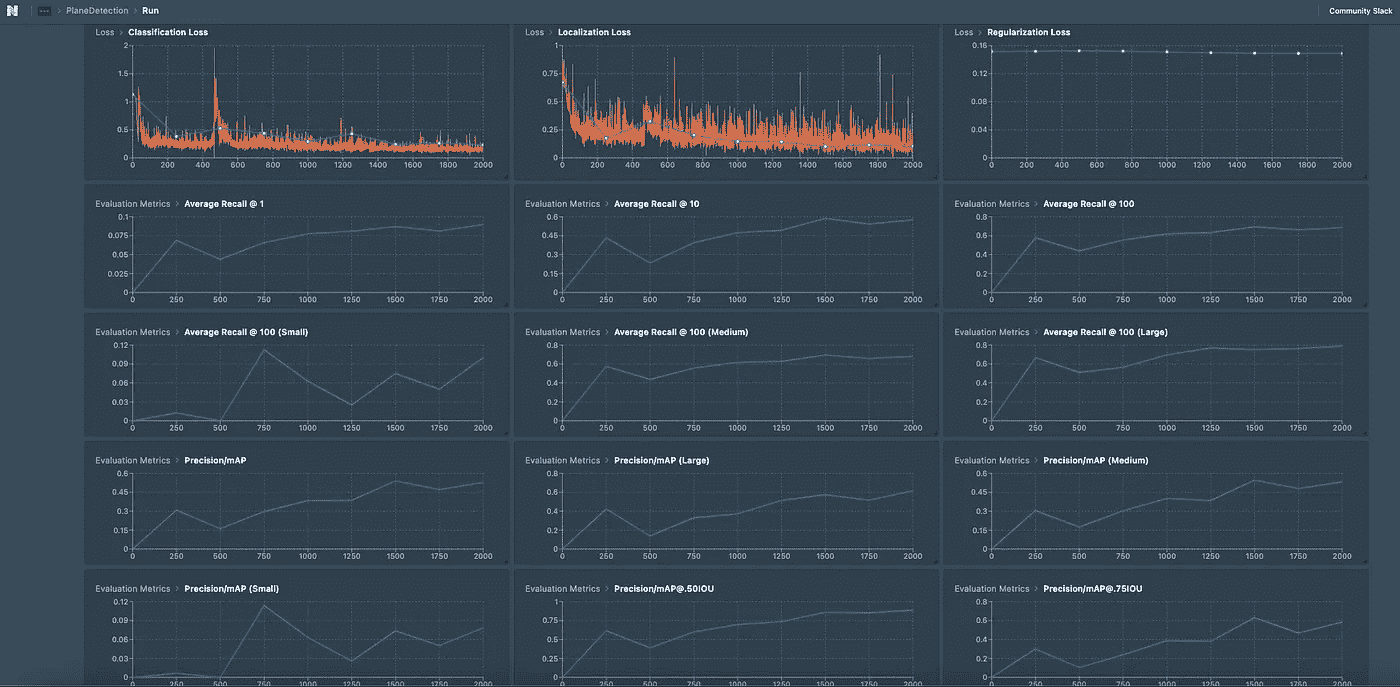 PlaneDetection > Run Community Slack
Loss > Classification Loss
2
1.5
1
0.5
0
0 200 400 600 800 1000 1200 1400 1600 1800 2000
Loss > Localization Loss
1
0.75
0.5
0.25
0
0 200 400 600 800 1000 1200 1400 1600 1800 2000
Loss > Regularization Loss
0.16
0.12
0.08
0.04
0
0 200 400 600 800 1000 1200 1400 1600 1800 2000
Evaluation Metrics > Average Recall @ 1
0.1
0.075
0.05
0.025
0
0 250 500 750 1000 1250 1500 1750 2000
Evaluation Metrics > Average Recall @ 10
0.6
0.45
0.3
0.15
0
0 250 500 750 1000 1250 1500 1750 2000
Evaluation Metrics > Average Recall @ 100
0.8
0.6
0.4
0.2
0
0 250 500 750 1000 1250 1500 1750 2000
Evaluation Metrics > Average Recall @ 100 (Small)
0.12
0.09
0.06
0.03
0
0 250 500 750 1000 1250 1500 1750 2000
Evaluation Metrics > Average Recall @ 100 (Medium)
0.8
0.6
0.4
0.2
0
0 250 500 750 1000 1250 1500 1750 2000
Evaluation Metrics > Average Recall @ 100 (Large)
0.8
0.6
0.4
0.2
0
0 250 500 750 1000 1250 1500 1750 2000
Evaluation Metrics > Precision/mAP
0.6
0.45
0.3
0.15
0
0 250 500 750 1000 1250 1500 1750 2000
Evaluation Metrics > Precision/mAP (Large)
0.8
0.6
0.4
0.2
0
0 250 500 750 1000 1250 1500 1750 2000
Evaluation Metrics > Precision/mAP (Medium)
0.6
0.45
0.3
0.15
0
0 250 500 750 1000 1250 1500 1750 2000
Evaluation Metrics > Precision/mAP (Small)
0.12
0.09
0.06
0.03
0
0 250 500 750 1000 1250 1500 1750 2000
Evaluation Metrics > Precision/mAP@.50IOU
1
0.75
0.5
0.25
0
0 250 500 750 1000 1250 1500 1750 2000
Evaluation Metrics > Precision/mAP@.75IOU
0.8
0.6
0.4
0.2
0
0 250 500 750 1000 1250 1500 1750 2000